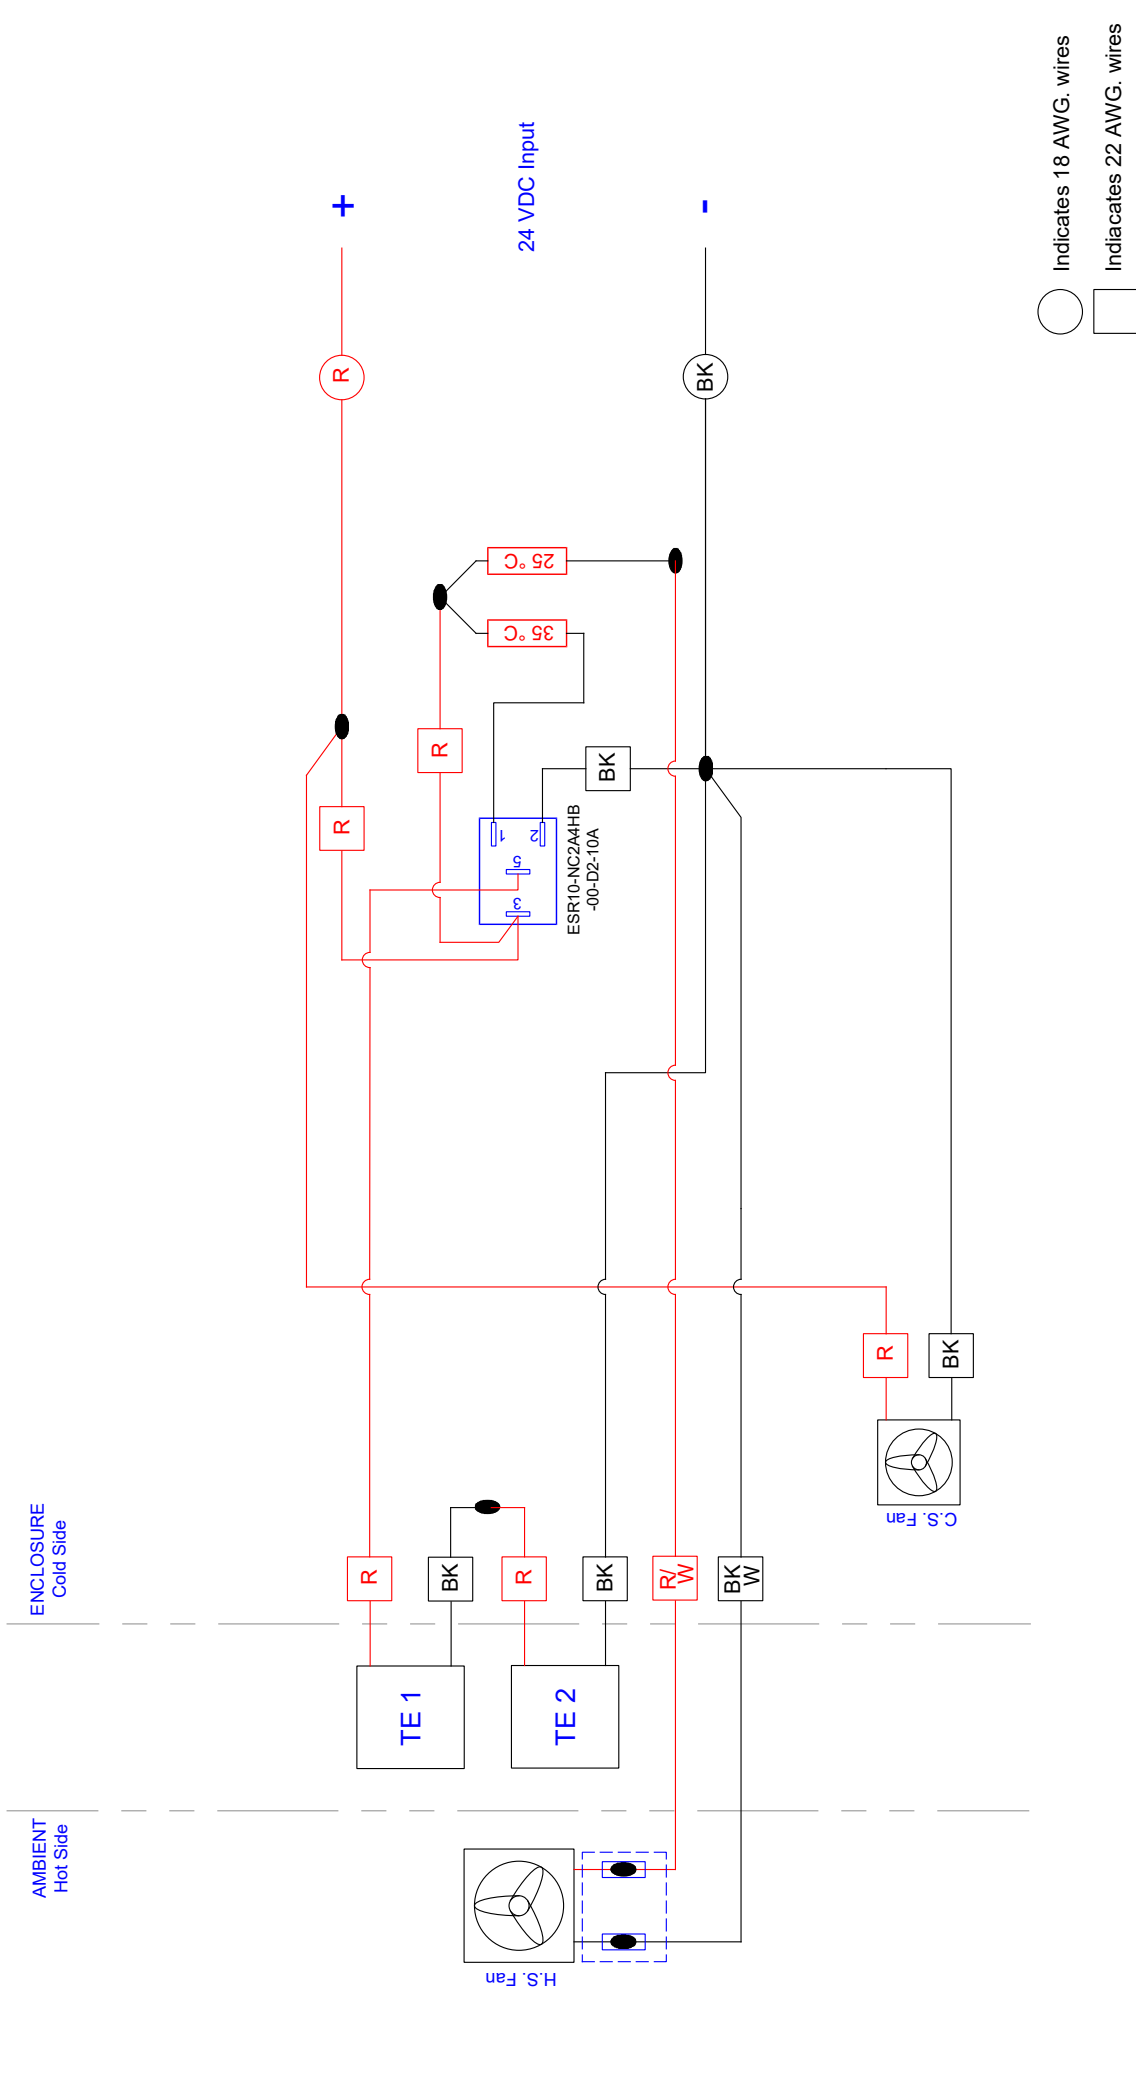 ENCLOSURE
Cold Side
AMBIENT
Hot Side
+
24 VDC Input
-
R
BK
25 °C
35 °C
R
R
BK
1
2
5
3
ESR10-NC2A4HB
-00-D2-10A
R
BK
C.S. Fan
R
BK
R
BK
R/
W
BK
W
TE 1
TE 2
H.S. Fan
Indicates 18 AWG. wires
Indiacates 22 AWG. wires